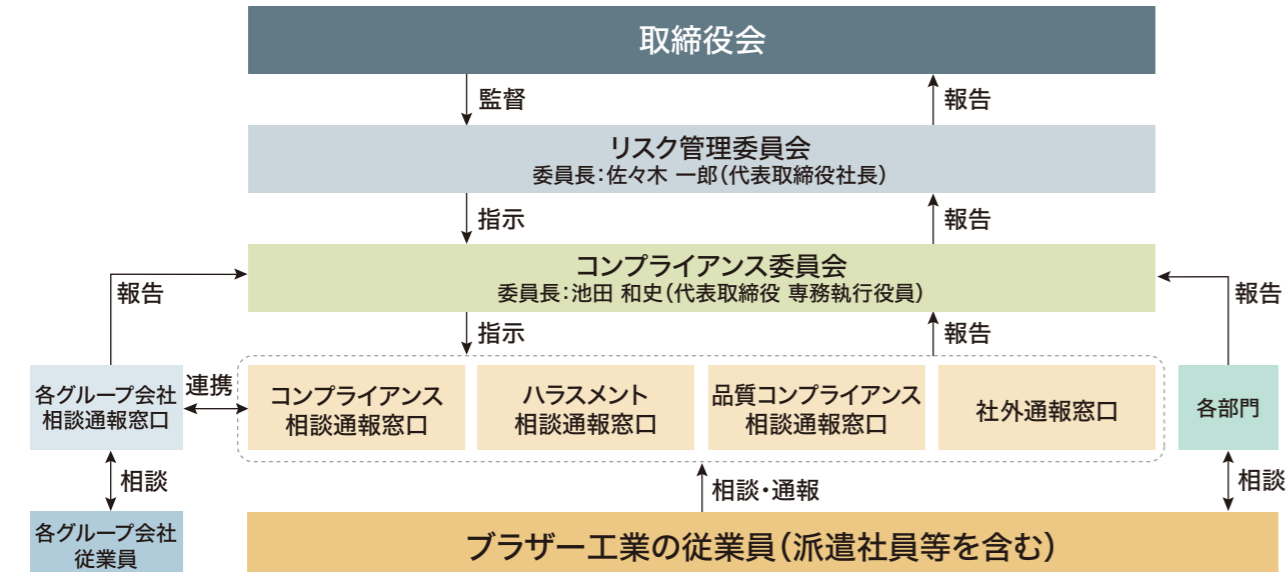 取締役会
監督
報告
リスク管理委員会
委員長：佐々木 一郎（代表取締役社長）
指示
報告
コンプライアンス委員会
委員長：池田 和史（代表取締役 専務執行役員）
報告
報告
指示
報告
各グループ会社
相談通報窓口
連携
コンプライアンス
相談通報窓口
ハラスメント
相談通報窓口
品質コンプライアンス
相談通報窓口
社外通報窓口
各部門
相談
相談・通報
相談
各グループ会社
従業員
ブラザー工業の従業員（派遣社員等を含む）